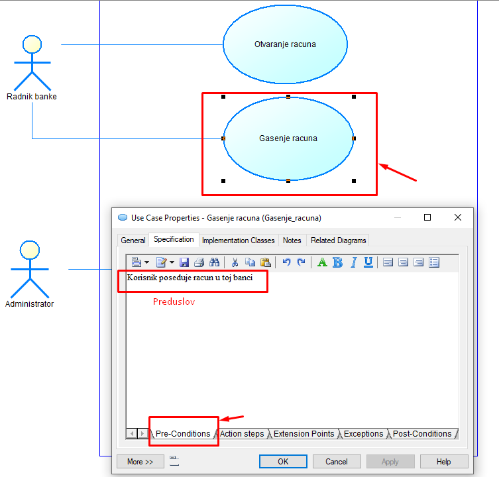 Otvaranje racuna
Radnik banke
Gasenje racuna
Use Case Properties - Gasenje racuna (Gasenje_racuna)
General Specification Implementation Classes Notes Related Diagrams
A B I U
Korisnik poseduje racun u toj banci
Preduslov
Administrator
Pre-Conditions Action steps Extension Points Exceptions Post-Conditions
More >> OK Cancel Apply Help